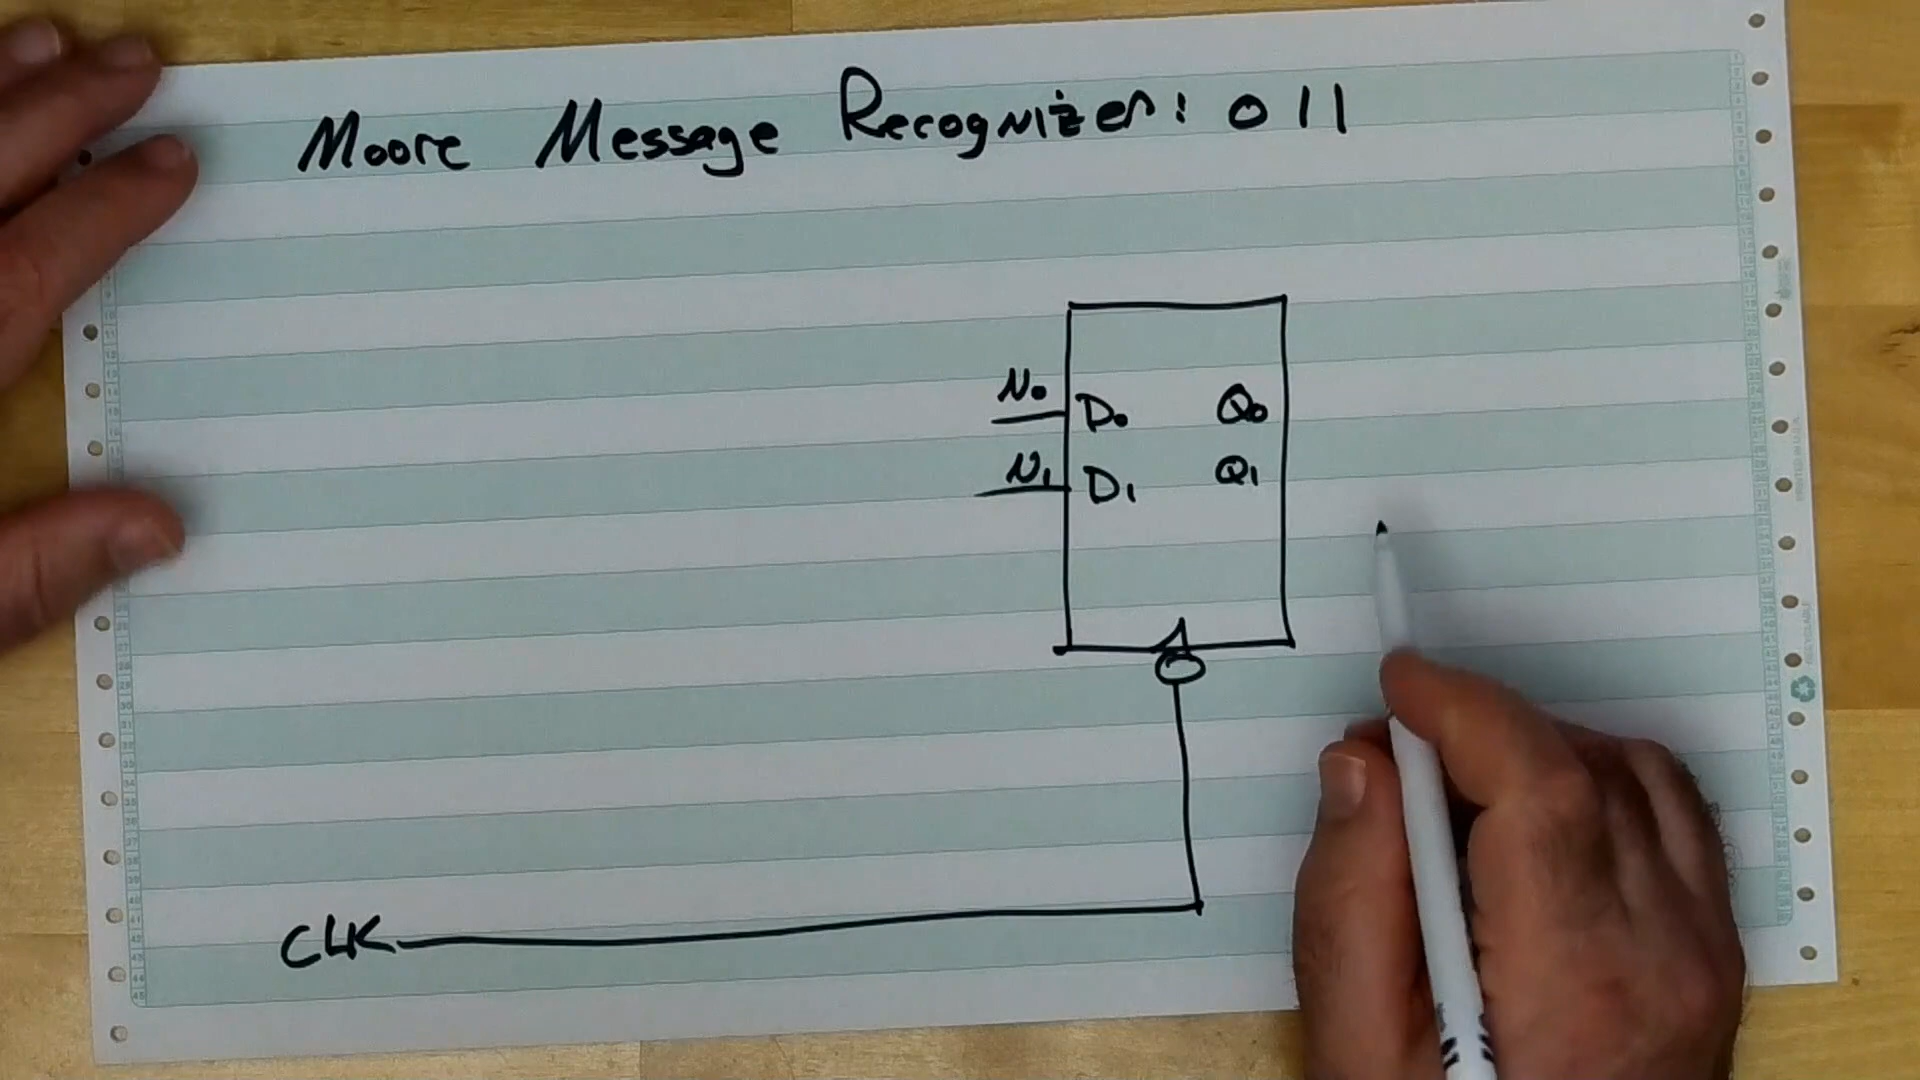 Moore Message Recognizer: 011
N0
D0 Q0
N1
D1 Q1
CLK